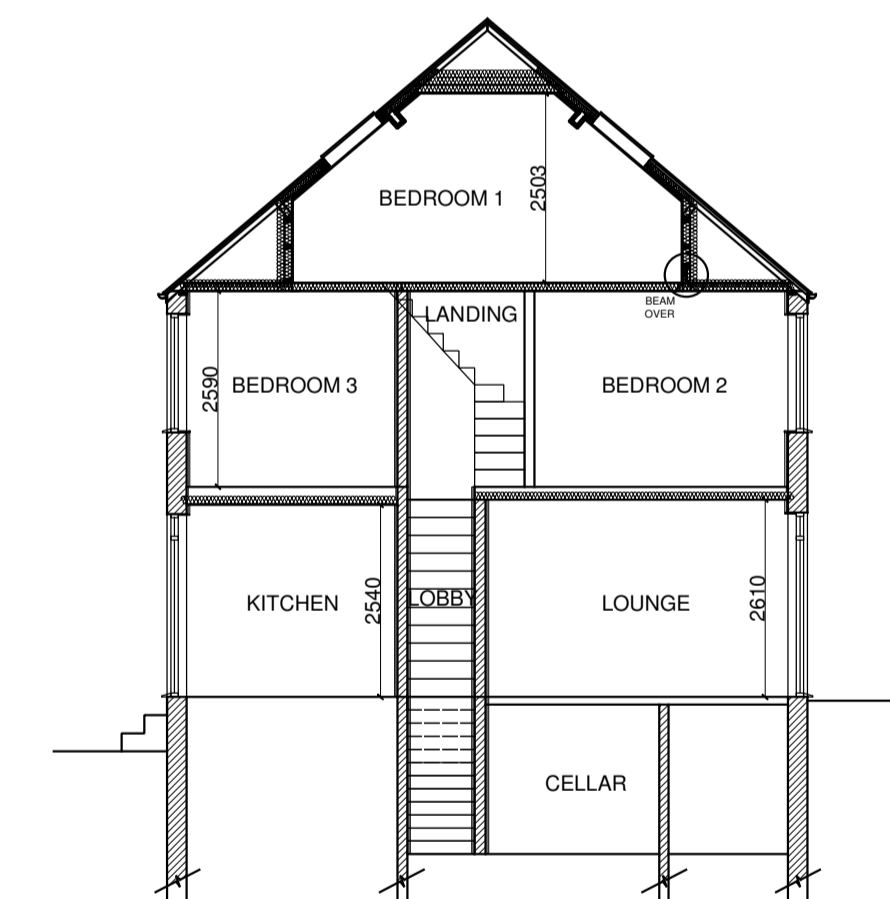 BEDROOM 1
2503
LANDING
BEAM
OVER
2590
BEDROOM 3
BEDROOM 2
KITCHEN
2540
LOBBY
LOUNGE
2610
CELLAR